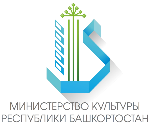 МИНИСТЕРСТВО КУЛЬТУРЫ
РЕСПУБЛИКИ БАШКОРТОСТАН